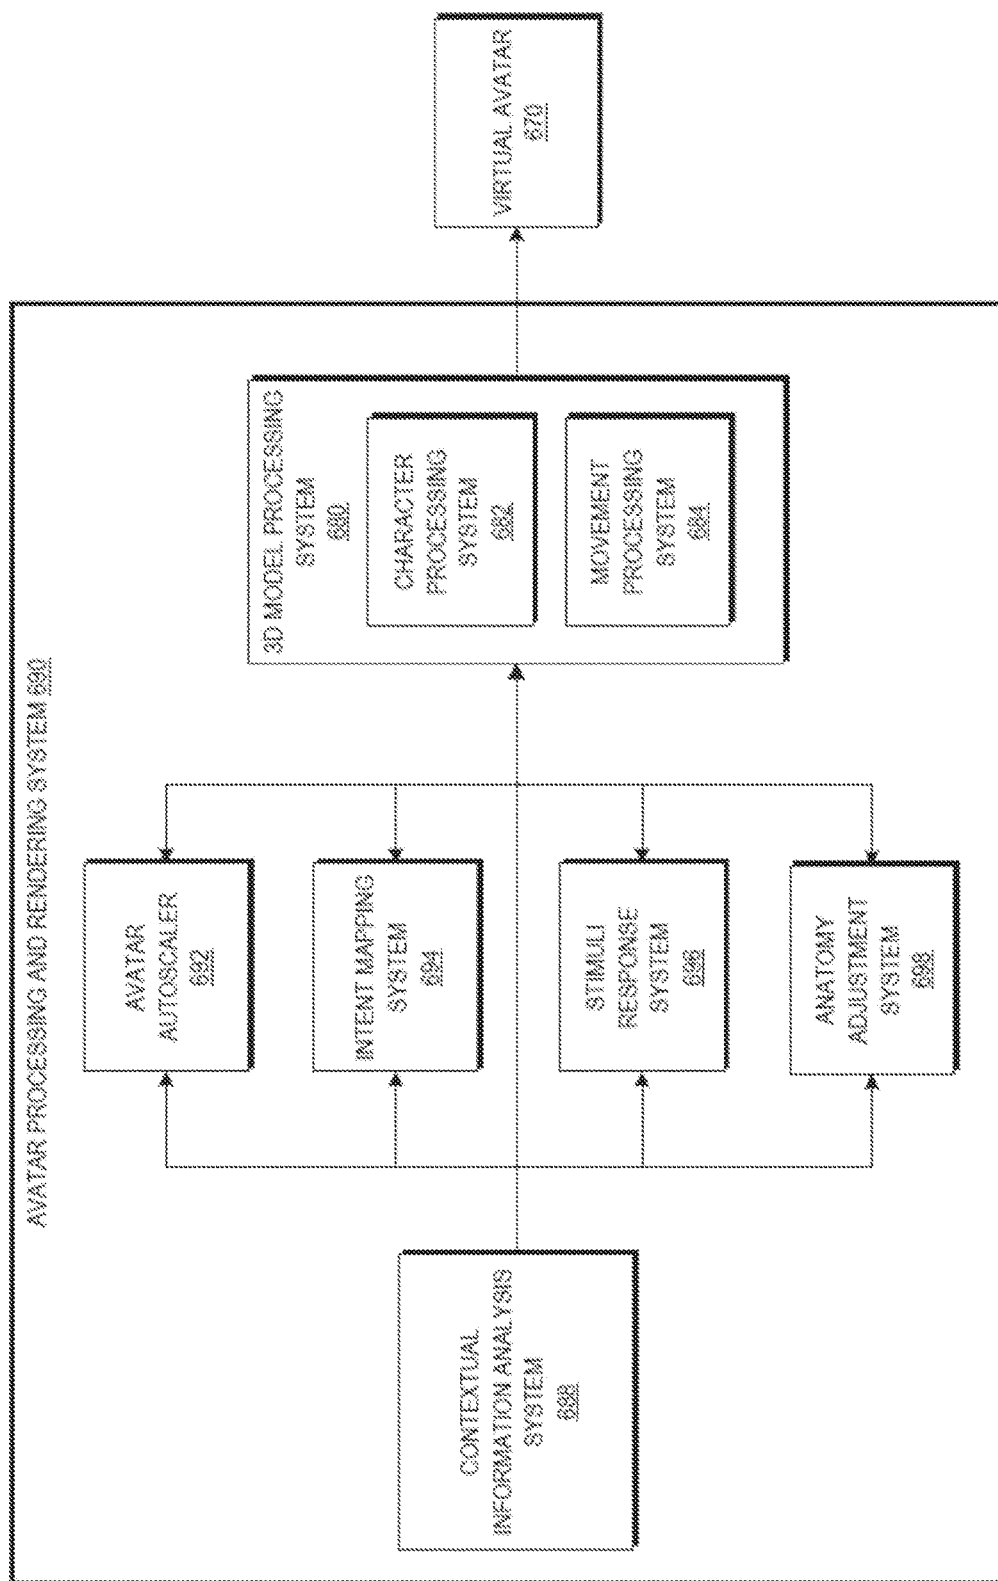 AVATAR PROCESSING AND RENDERING SYSTEM 690
CONTEXTUAL
INFORMATION ANALYSIS
SYSTEM
688
AVATAR
AUTOSCALER
692
INTENT MAPPING
SYSTEM
694
STIMULI
RESPONSE
SYSTEM
696
ANATOMY
ADJUSTMENT
SYSTEM
698
3D MODEL PROCESSING
SYSTEM
680
CHARACTER
PROCESSING
SYSTEM
682
MOVEMENT
PROCESSING
SYSTEM
684
VIRTUAL AVATAR
670